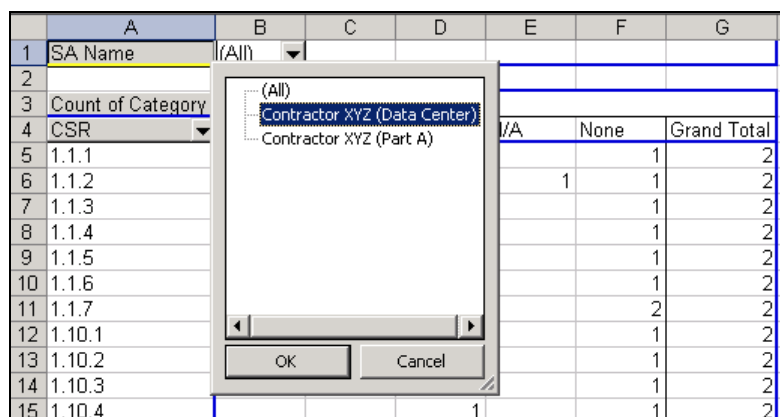 A B C D E F G
1 SA Name (All)
2
3 Count of Category
4 CSR /A None Grand Total
5 1.1.1 1 2
6 1.1.2 1 1 2
7 1.1.3 1 2
8 1.1.4 1 2
9 1.1.5 1 2
10 1.1.6 1 2
11 1.1.7 2 2
12 1.10.1 1 2
13 1.10.2 1 2
14 1.10.3 1 2
15 1.10.4 1 1 2
(All)
Contractor XYZ (Data Center)
Contractor XYZ (Part A)
OK Cancel